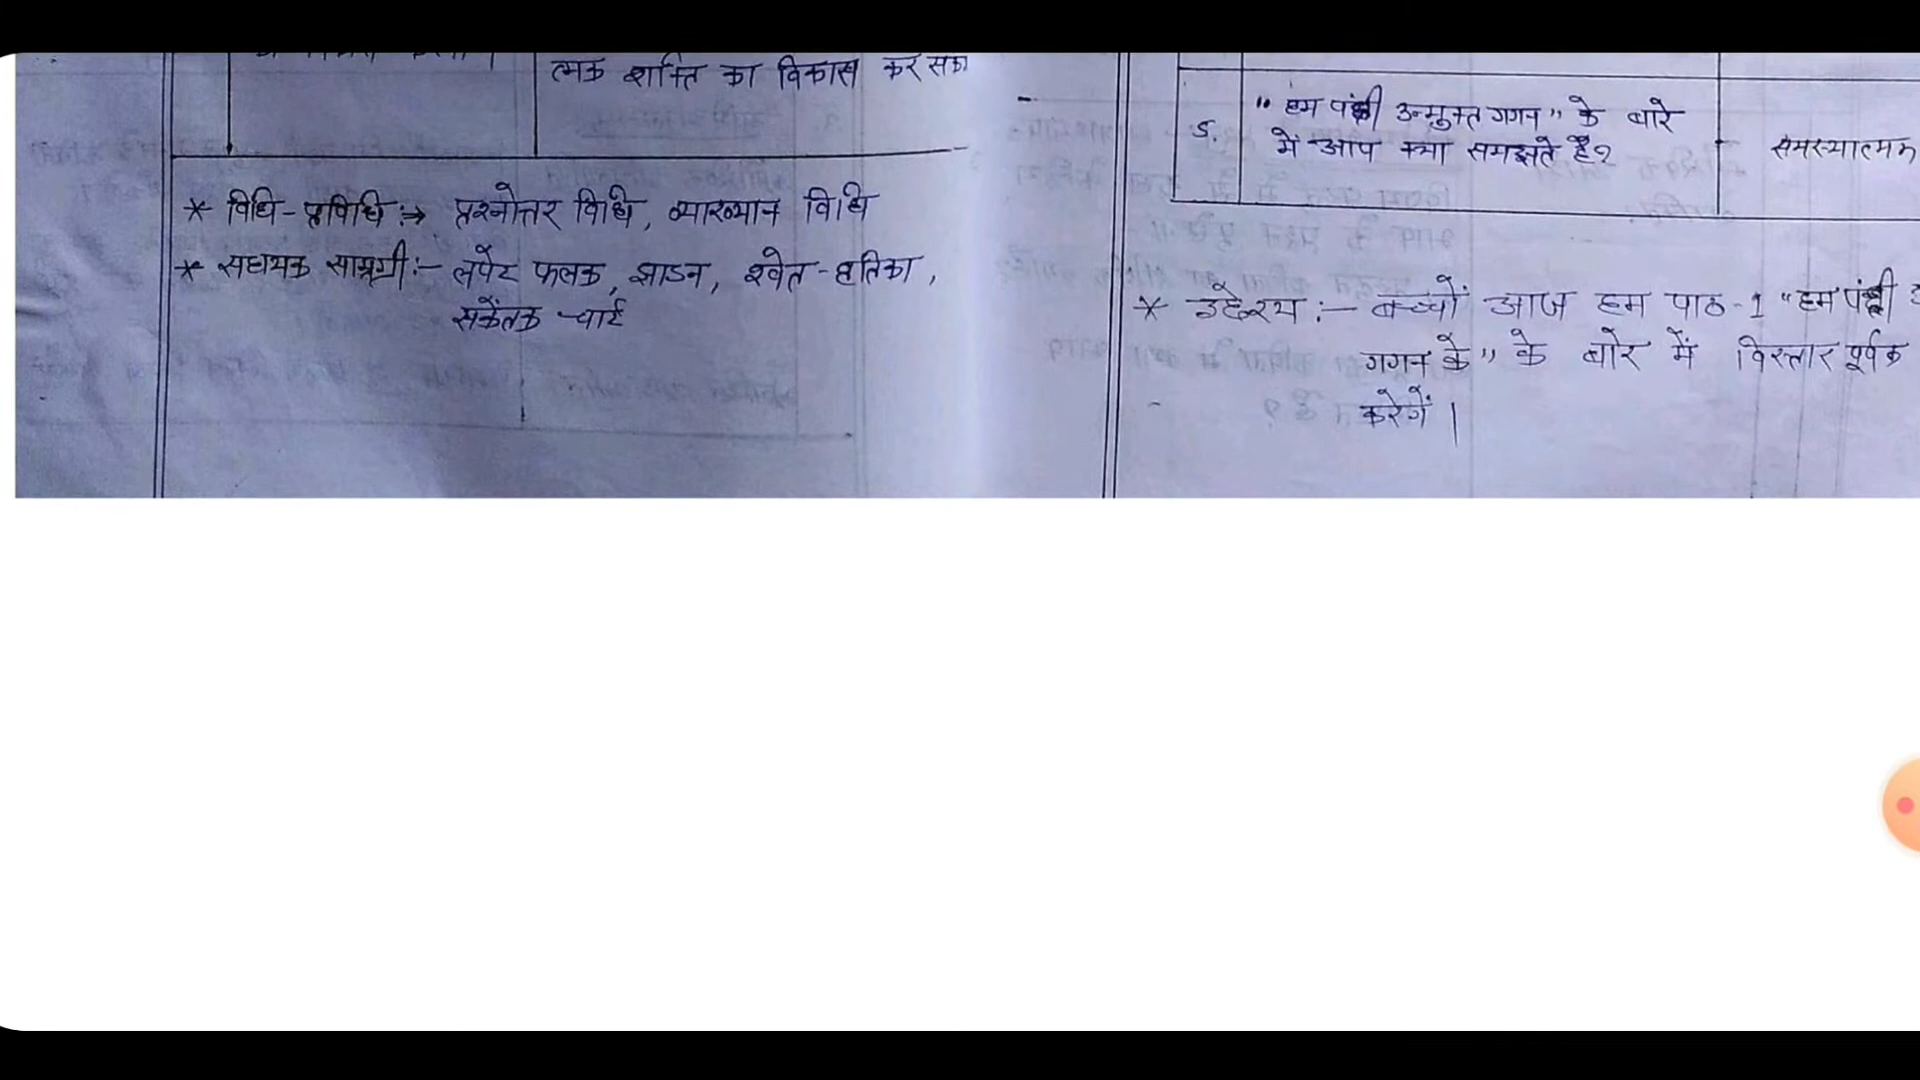 त्मक शक्ति का विकास कर सका
* विधि-प्रविधि :→ प्रश्नोत्तर विधि, व्याख्यान विधि
* सहायक सामग्री :- लपेट फलक, झाडन, श्वेत-वृतिका,
सकेंतक चार्ट
5. "हम पंछी उन्मुक्त गगन" के बारे
में आप क्या समझते है? समस्यात्मक
* उद्देश्य :- बच्चों आज हम पाठ-1 "हम पंछी
गगन के" के बारे में विस्तार पूर्वक
करेगें।